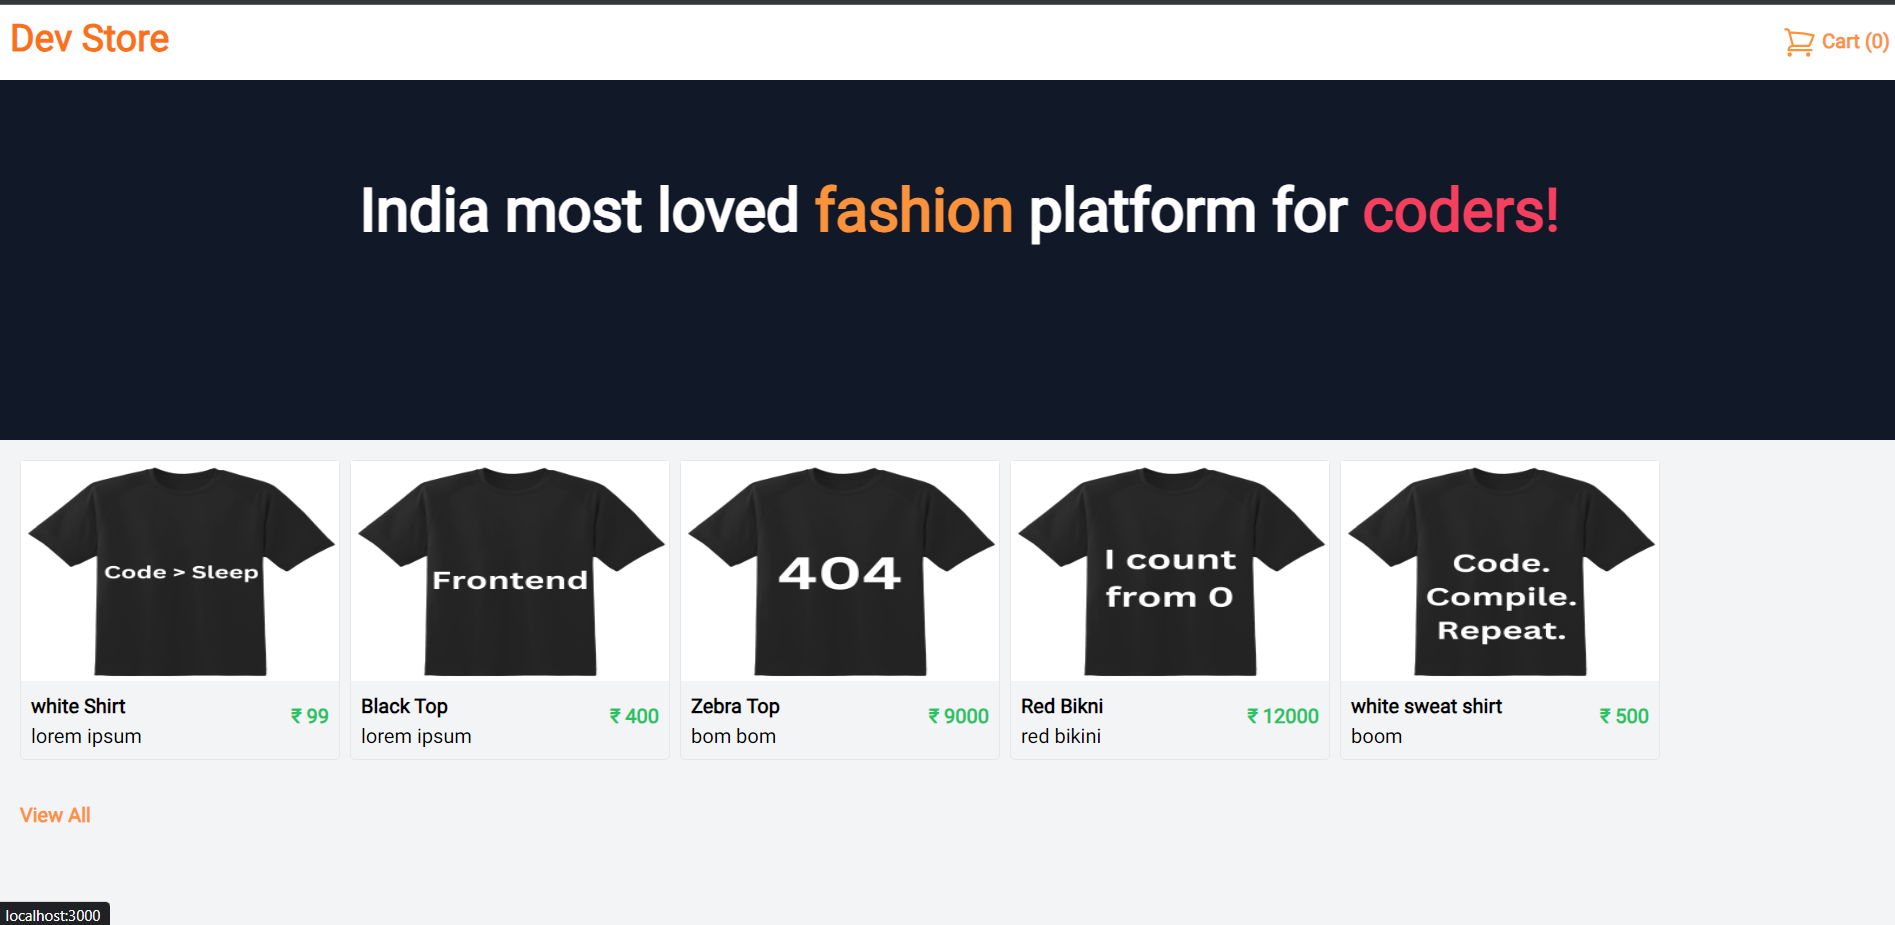 Dev Store
Cart (0)
India most loved fashion platform for coders!
Code > Sleep
Frontend
404
I count
from 0
Code.
Compile.
Repeat.
white Shirt
lorem ipsum
₹ 99
Black Top
lorem ipsum
₹ 400
Zebra Top
bom bom
₹ 9000
Red Bikni
red bikini
₹ 12000
white sweat shirt
boom
₹ 500
View All
localhost:3000